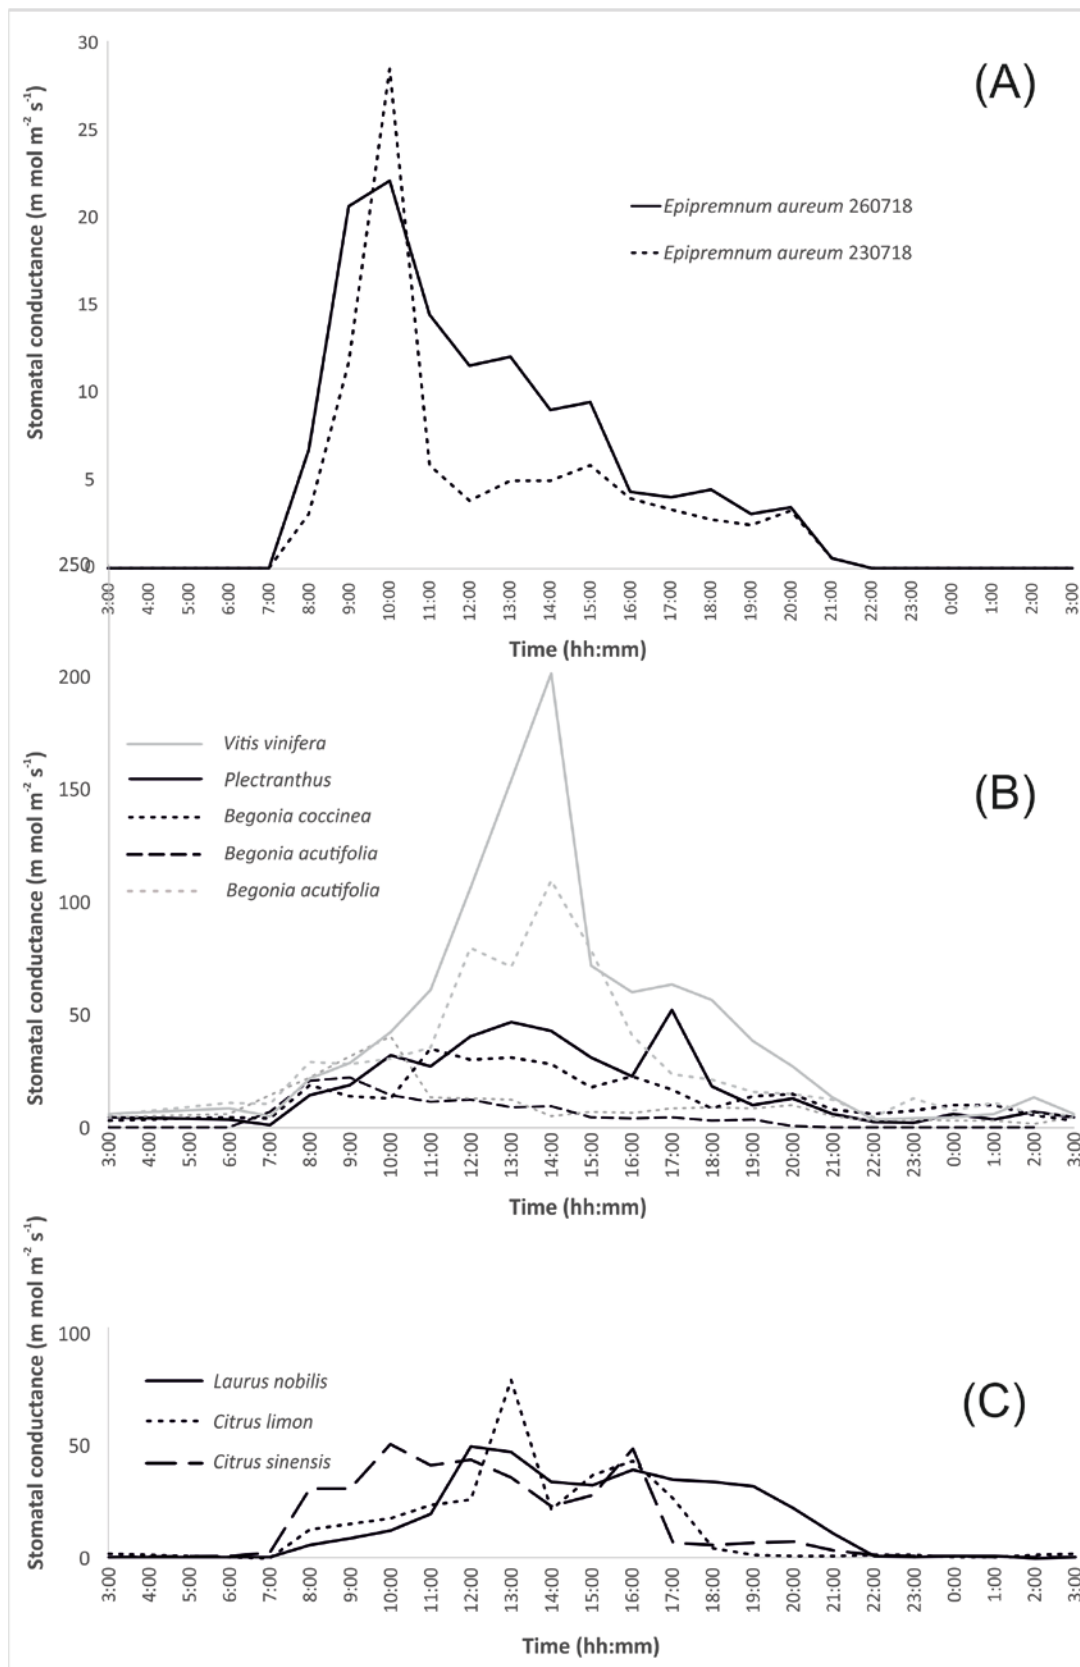 (A)
Stomatal conductance (m mol m⁻² s⁻¹)
30
25
20
15
10
5
0
Epipremnum aureum 260718
Epipremnum aureum 230718
3:00 4:00 5:00 6:00 7:00 8:00 9:00 10:00 11:00 12:00 13:00 14:00 15:00 16:00 17:00 18:00 19:00 20:00 21:00 22:00 23:00 0:00 1:00 2:00 3:00
Time (hh:mm)
(B)
Stomatal conductance (m mol m⁻² s⁻¹)
250
200
150
100
50
0
Vitis vinifera
Plectranthus
Begonia coccinea
Begonia acutifolia
Begonia acutifolia
3:00 4:00 5:00 6:00 7:00 8:00 9:00 10:00 11:00 12:00 13:00 14:00 15:00 16:00 17:00 18:00 19:00 20:00 21:00 22:00 23:00 0:00 1:00 2:00 3:00
Time (hh:mm)
(C)
Stomatal conductance (m mol m⁻² s⁻¹)
100
50
0
Laurus nobilis
Citrus limon
Citrus sinensis
3:00 4:00 5:00 6:00 7:00 8:00 9:00 10:00 11:00 12:00 13:00 14:00 15:00 16:00 17:00 18:00 19:00 20:00 21:00 22:00 23:00 0:00 1:00 2:00 3:00
Time (hh:mm)